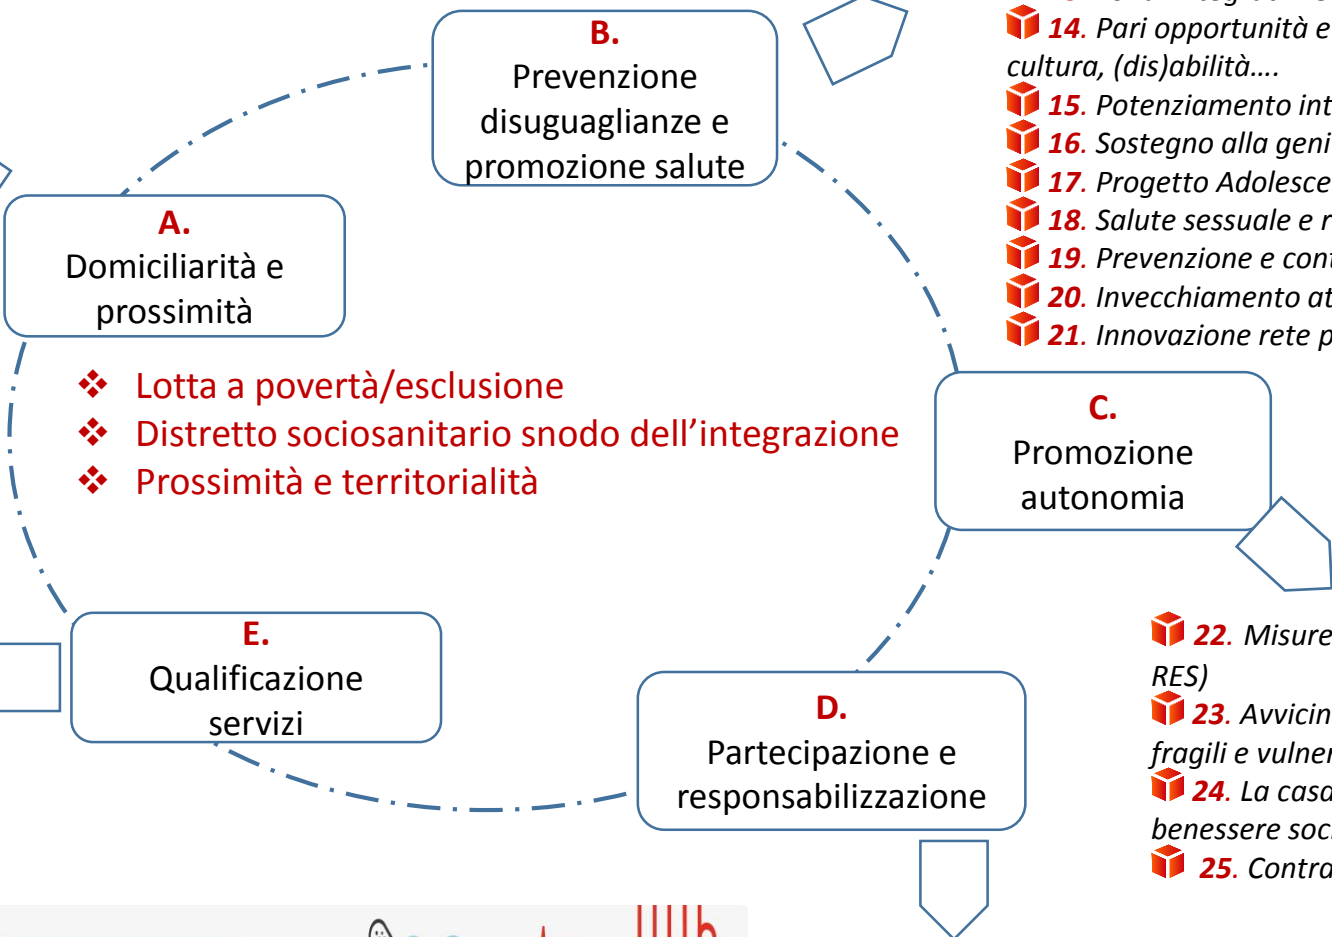 B.
Prevenzione
disuguaglianze e
promozione salute
A.
Domiciliarità e
prossimità
❖ Lotta a povertà/esclusione
❖ Distretto sociosanitario snodo dell’integrazione
❖ Prossimità e territorialità
C.
Promozione
autonomia
E.
Qualificazione
servizi
D.
Partecipazione e
responsabilizzazione
14. Pari opportunità e
cultura, (dis)abilità….
15. Potenziamento int
16. Sostegno alla geni
17. Progetto Adolesce
18. Salute sessuale e r
19. Prevenzione e cont
20. Invecchiamento at
21. Innovazione rete p
22. Misure
RES)
23. Avvicin
fragili e vulner
24. La casa
benessere soci
25. Contra